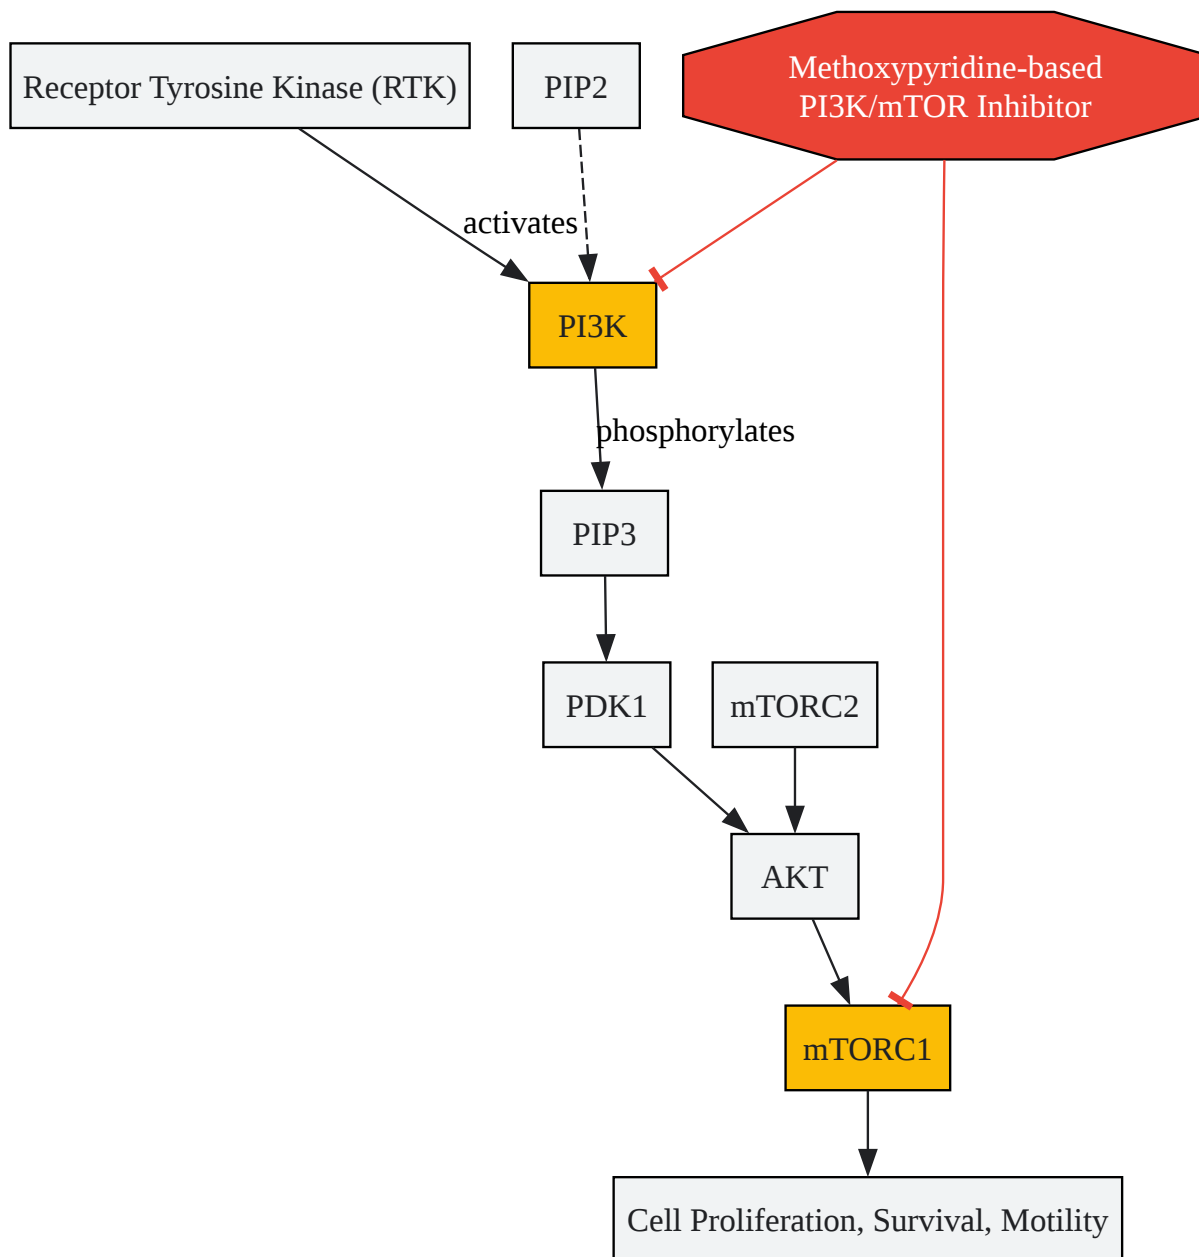 Receptor Tyrosine Kinase (RTK)
PIP2
Methoxypyridine-based
PI3K/mTOR Inhibitor
activates
PI3K
phosphorylates
PIP3
PDK1
mTORC2
AKT
mTORC1
Cell Proliferation, Survival, Motility